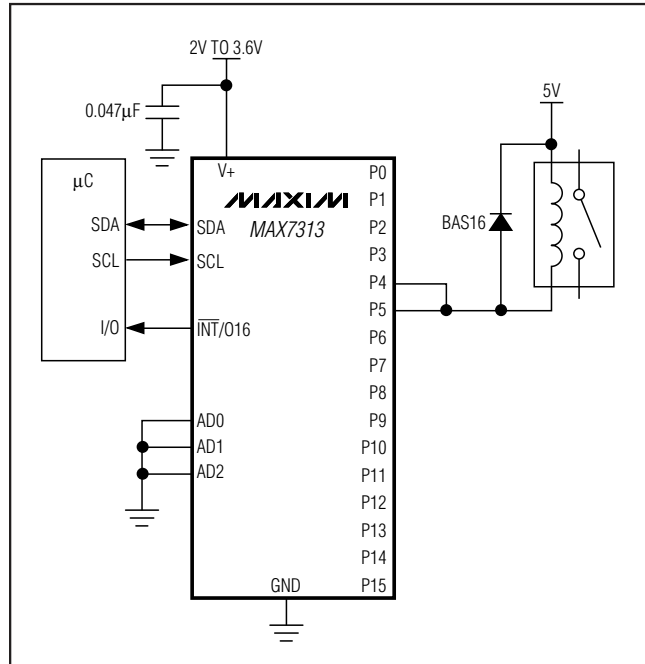 2V TO 3.6V
0.047μF
5V
μC
SDA
SCL
I/O
V+
MAXIM
MAX7313
SDA
SCL
INT/O16
AD0
AD1
AD2
GND
P0
P1
P2
P3
P4
P5
P6
P7
P8
P9
P10
P11
P12
P13
P14
P15
BAS16